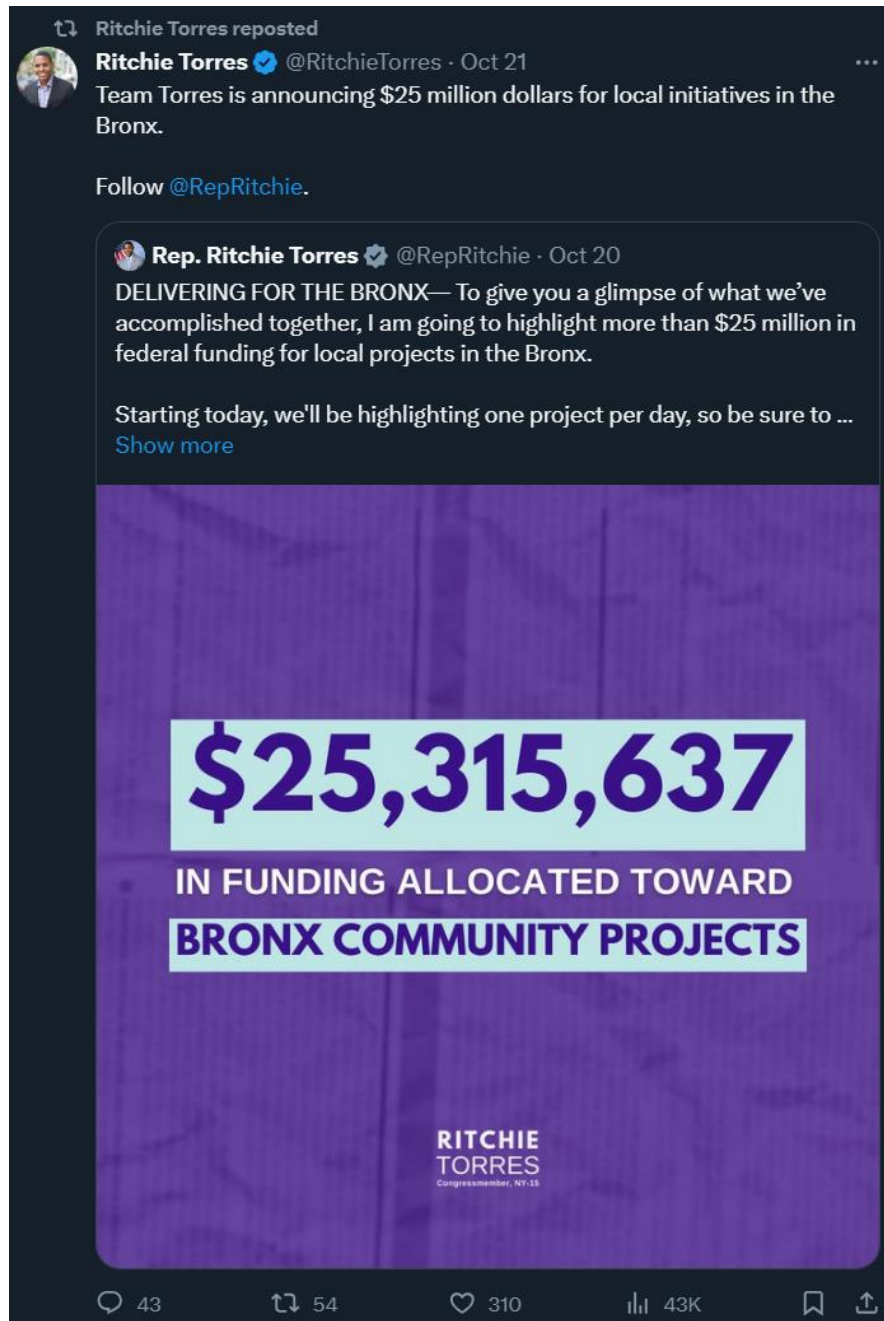 Ritchie Torres reposted
Ritchie Torres @RitchieTorres · Oct 21
Team Torres is announcing $25 million dollars for local initiatives in the
Bronx.
Follow @RepRitchie.
Rep. Ritchie Torres @RepRitchie · Oct 20
DELIVERING FOR THE BRONX— To give you a glimpse of what we’ve
accomplished together, I am going to highlight more than $25 million in
federal funding for local projects in the Bronx.
Starting today, we'll be highlighting one project per day, so be sure to ...
Show more
$25,315,637
IN FUNDING ALLOCATED TOWARD
BRONX COMMUNITY PROJECTS
RITCHIE
TORRES
Congressmember, NY-15
43 54 310 43K